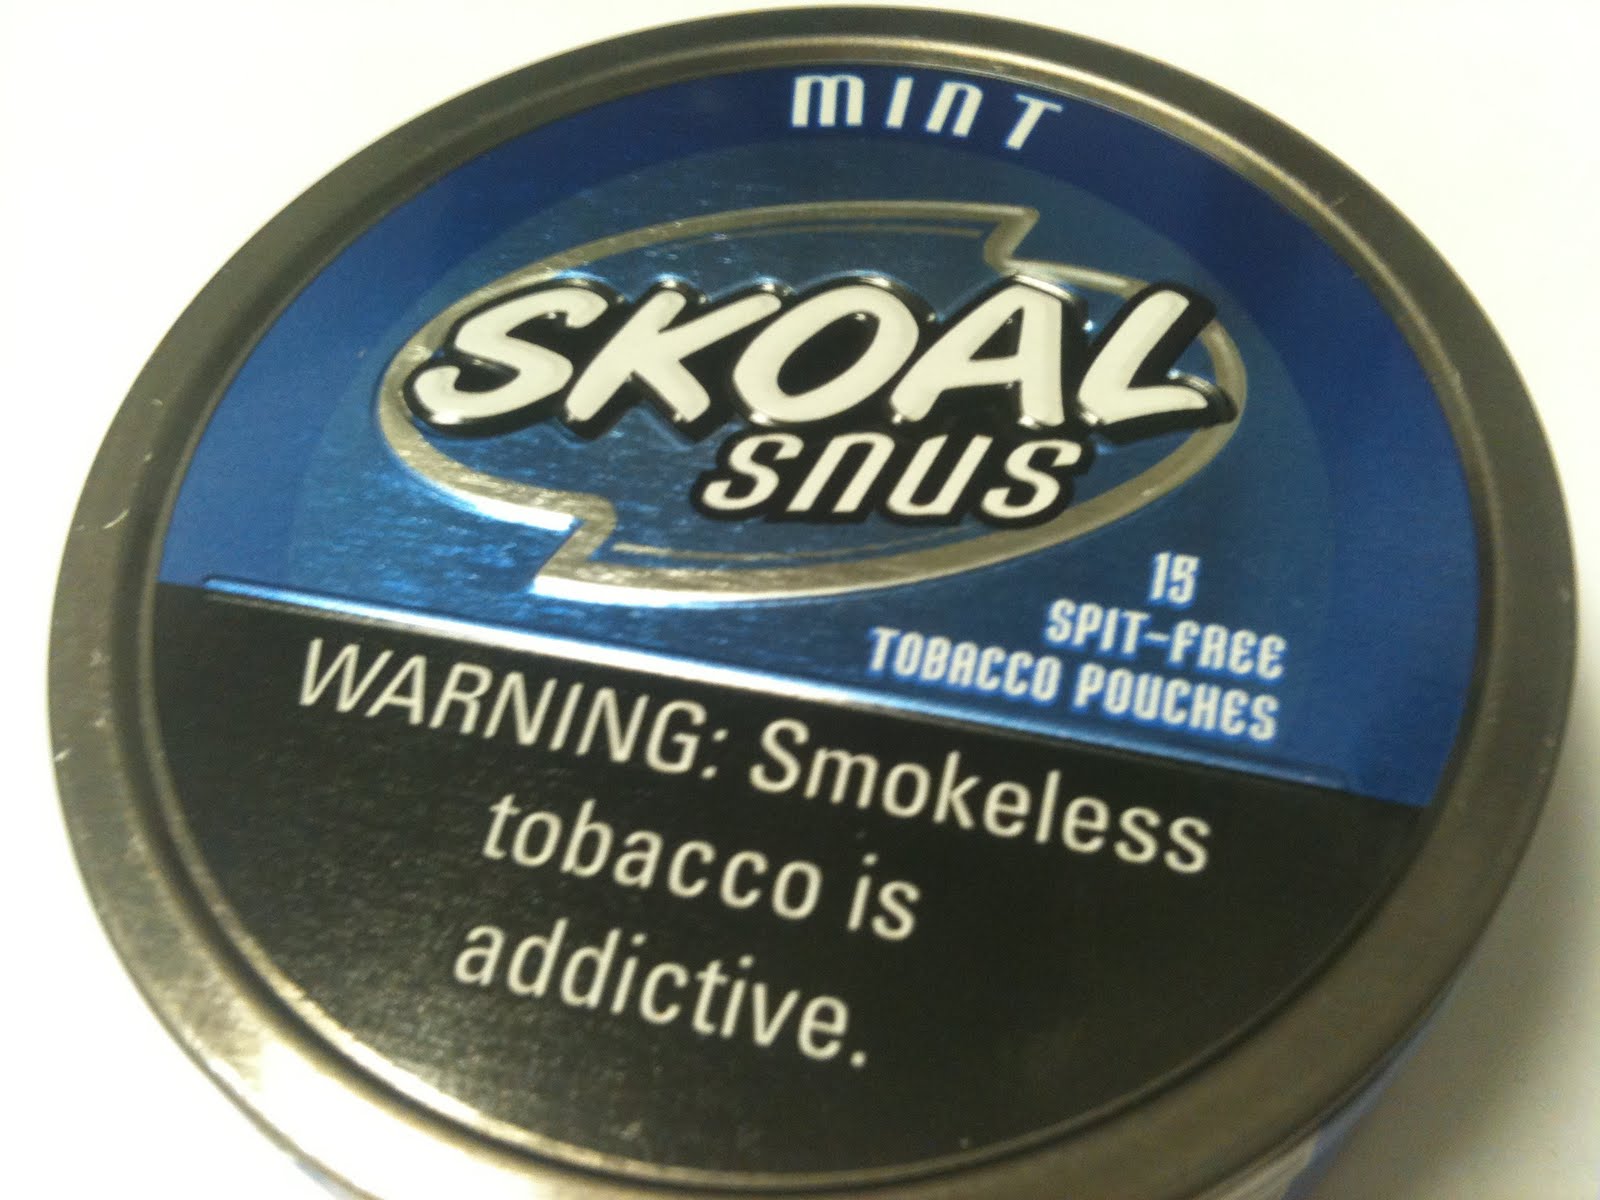 MINT
SKOAL
SNUS
15
SPIT-FREE
TOBACCO POUCHES
WARNING: Smokeless
tobacco is
addictive.